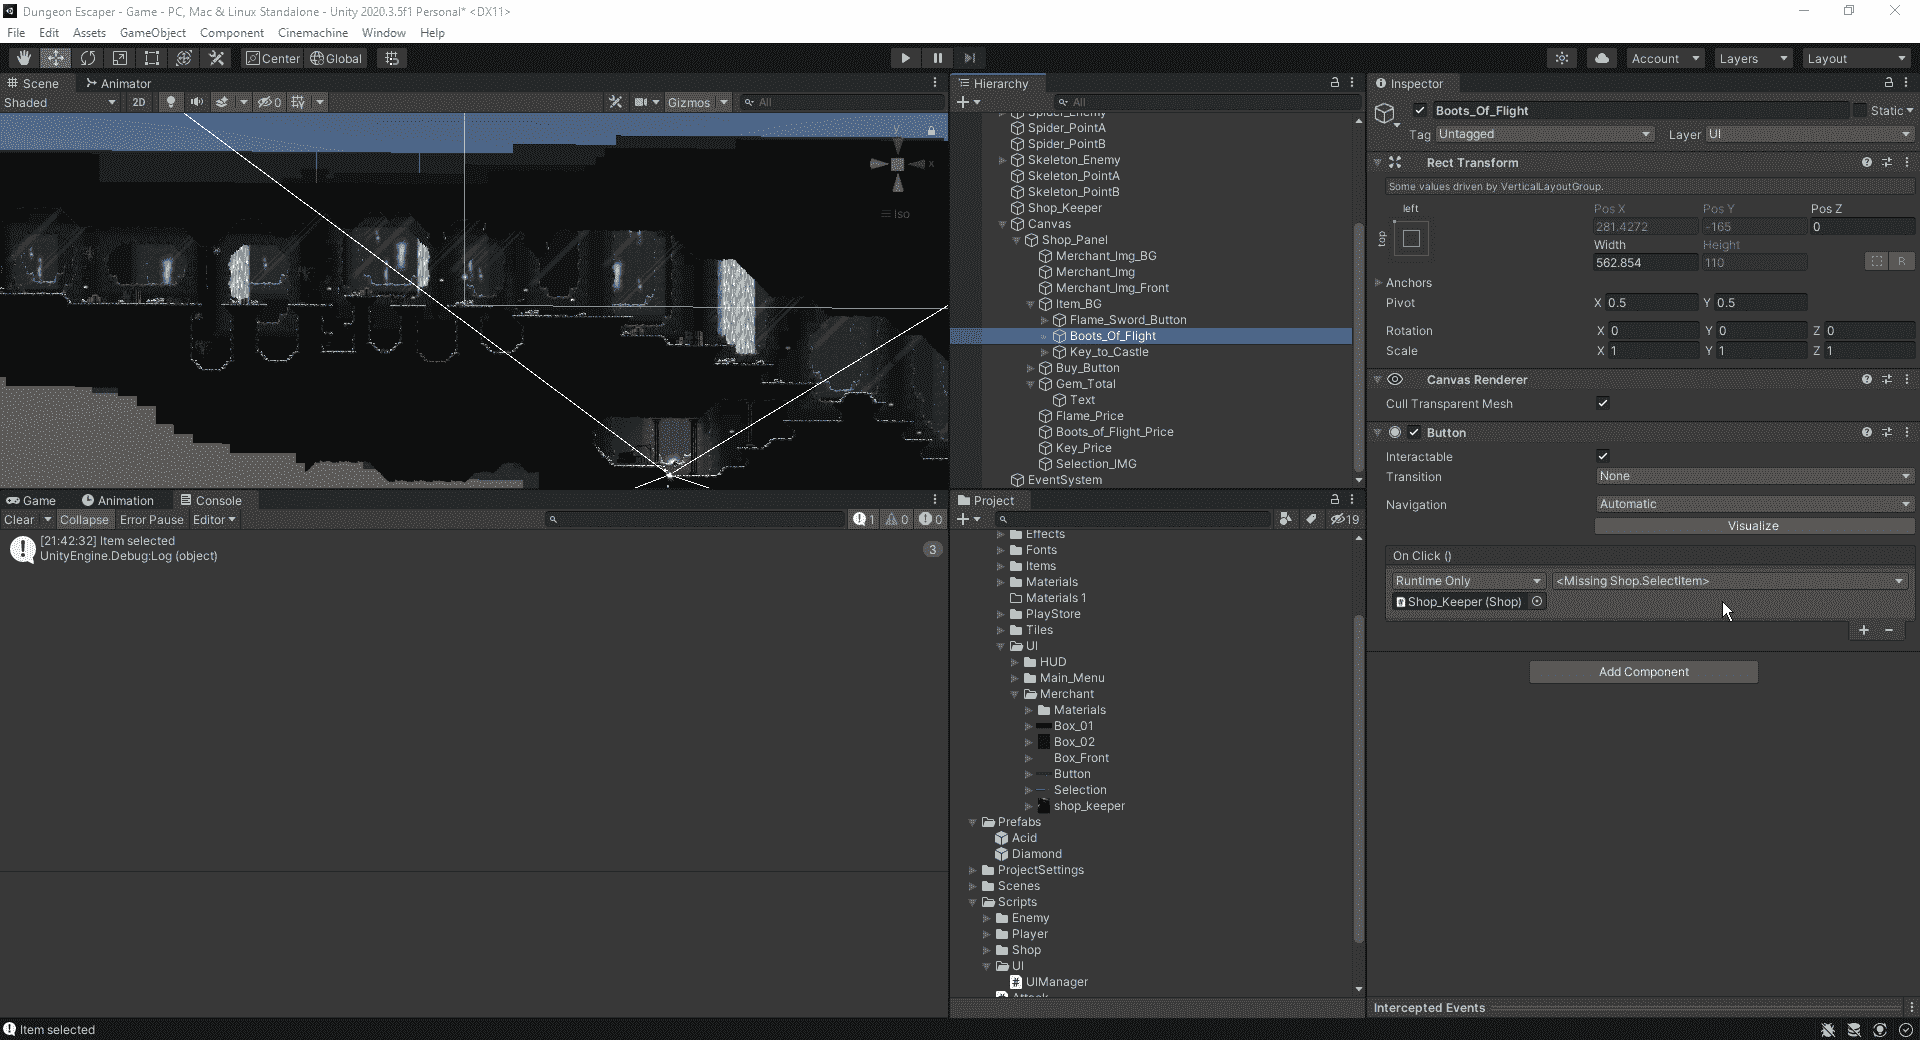 Dungeon Escaper - Game - PC, Mac & Linux Standalone - Unity 2020.3.5f1 Personal* <DX11>
File Edit Assets GameObject Component Cinemachine Window Help
Center Global
Account Layers Layout
Scene Animator
Shaded 2D 0 Gizmos All
x
Iso
Hierarchy
All
Spider_Enemy
Spider_PointA
Spider_PointB
Skeleton_Enemy
Skeleton_PointA
Skeleton_PointB
Shop_Keeper
Canvas
Shop_Panel
Merchant_Img_BG
Merchant_Img
Merchant_Img_Front
Item_BG
Flame_Sword_Button
Boots_Of_Flight
Key_to_Castle
Buy_Button
Gem_Total
Text
Flame_Price
Boots_of_Flight_Price
Key_Price
Selection_IMG
EventSystem
Inspector
Boots_Of_Flight Static
Tag Untagged Layer UI
Rect Transform
Some values driven by VerticalLayoutGroup.
left Pos X Pos Y Pos Z
top 281.4272 -165 0
Width Height
562.854 110 R
Anchors
Pivot X 0.5 Y 0.5
Rotation X 0 Y 0 Z 0
Scale X 1 Y 1 Z 1
Canvas Renderer
Cull Transparent Mesh
Button
Interactable
Transition None
Navigation Automatic
Visualize
On Click ()
Runtime Only <Missing Shop.SelectItem>
Shop_Keeper (Shop)
+ -
Add Component
Intercepted Events
Game Animation Console
Clear Collapse Error Pause Editor 1 0 0
[21:42:32] Item selected
UnityEngine.Debug:Log (object) 3
Project
19
Effects
Fonts
Items
Materials
Materials 1
PlayStore
Tiles
UI
HUD
Main_Menu
Merchant
Materials
Box_01
Box_02
Box_Front
Button
Selection
shop_keeper
Prefabs
Acid
Diamond
ProjectSettings
Scenes
Scripts
Enemy
Player
Shop
UI
UIManager
Attack
Item selected